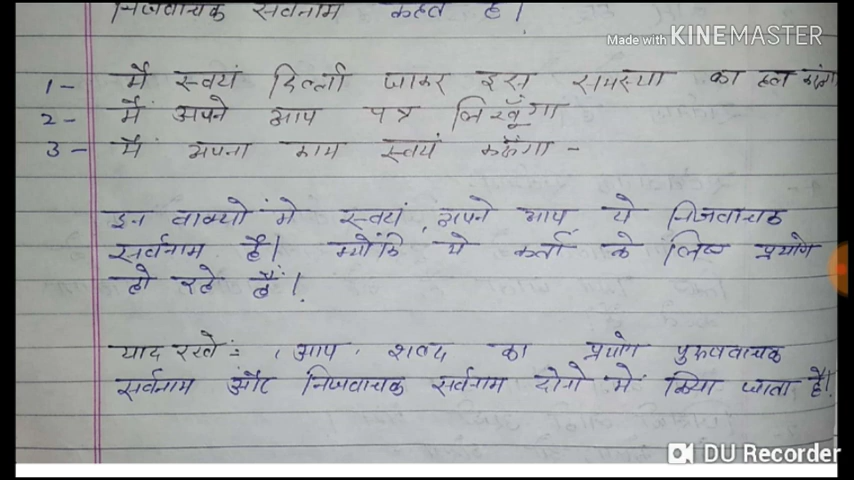 निजवाचक सर्वनाम कहते हैं।
Made with KINEMASTER
1- मैं स्वयं दिल्ली जाकर इस समस्या का हल करूंगा
2- मैं अपने आप पत्र लिखूँगा
3- मैं अपना काम स्वयं करूँगा -
इन वाक्यों में स्वयं, अपने आप, ये निजवाचक
सर्वनाम हैं। क्योंकि ये कर्ता के लिए प्रयोग
हो रहे हैं।
याद रखे :- 'आप' शब्द का प्रयोग पुरुषवाचक
सर्वनाम और निजवाचक सर्वनाम दोनो में किया जाता है।
DU Recorder